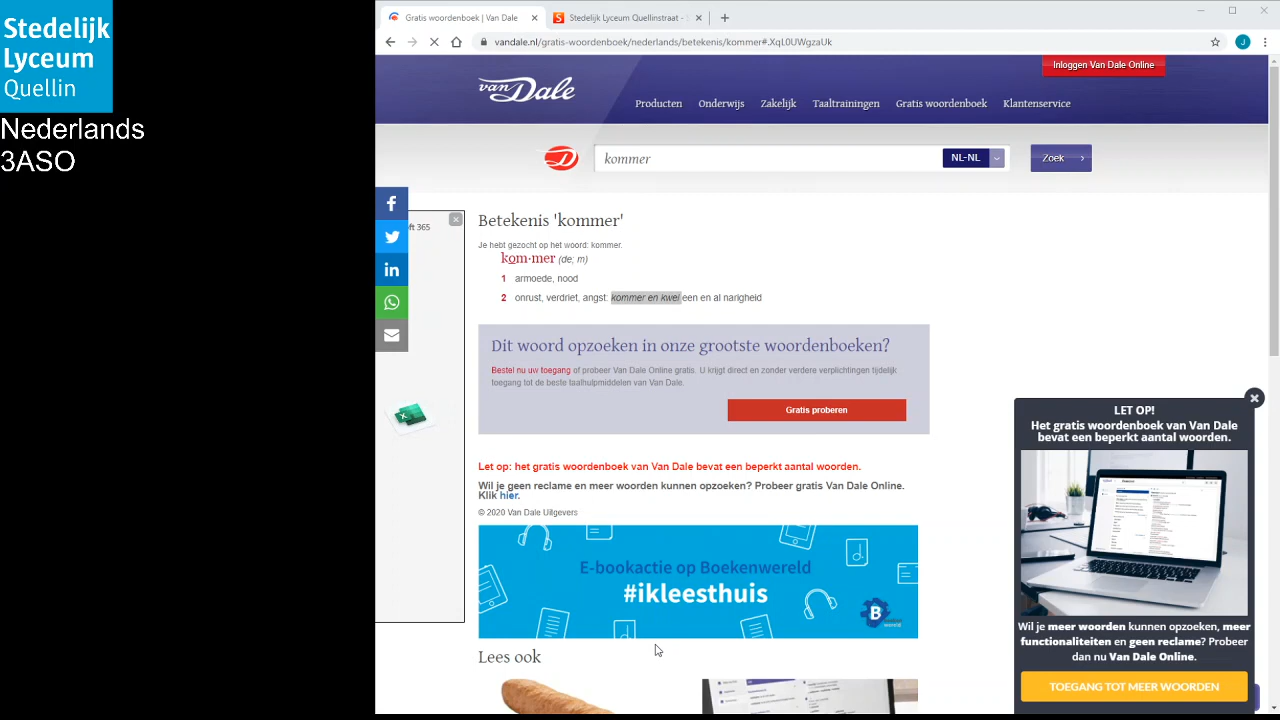 Stedelijk
Lyceum
Quellin
Nederlands
3ASO
Gratis woordenboek | Van Dale
Stedelijk Lyceum Quellinstraat - S
vandale.nl/gratis-woordenboek/nederlands/betekenis/kommer#.XqL0UWgzaUk
J
Inloggen Van Dale Online
van Dale
Producten Onderwijs Zakelijk Taaltrainingen Gratis woordenboek Klantenservice
kommer NL-NL Zoek
Betekenis 'kommer'
oft 365
Je hebt gezocht op het woord: kommer.
kom·mer (de; m)
1 armoede, nood
2 onrust, verdriet, angst: kommer en kwel een en al narigheid
Dit woord opzoeken in onze grootste woordenboeken?
Bestel nu uw toegang of probeer Van Dale Online gratis. U krijgt direct en zonder verdere verplichtingen tijdelijk
toegang tot de beste taalhulpmiddelen van Van Dale.
Gratis proberen
Let op: het gratis woordenboek van Van Dale bevat een beperkt aantal woorden.
Wil je geen reclame en meer woorden kunnen opzoeken? Probeer gratis Van Dale Online.
Klik hier.
© 2020 Van Dale Uitgevers
E-bookactie op Boekenwereld
#ikleesthuis
Lees ook
LET OP!
Het gratis woordenboek van Van Dale
bevat een beperkt aantal woorden.
Wil je meer woorden kunnen opzoeken, meer
functionaliteiten en geen reclame? Probeer
dan nu Van Dale Online.
TOEGANG TOT MEER WOORDEN